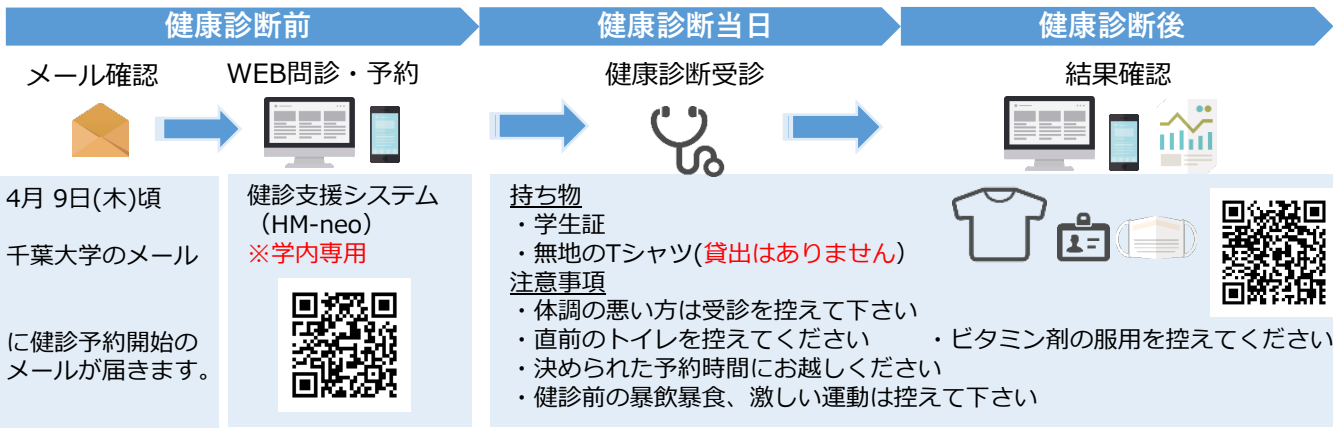 健康診断前
健康診断当日
健康診断後
メール確認
WEB問診・予約
健康診断受診
結果確認
4月 9日(木)頃
千葉大学のメール
に健診予約開始の
メールが届きます。
健診支援システム
（HM-neo）
※学内専用
持ち物
・学生証
・無地のTシャツ(貸出はありません)
注意事項
・体調の悪い方は受診を控えて下さい
・直前のトイレを控えてください
・ビタミン剤の服用を控えてください
・決められた予約時間にお越しください
・健診前の暴飲暴食、激しい運動は控えて下さい